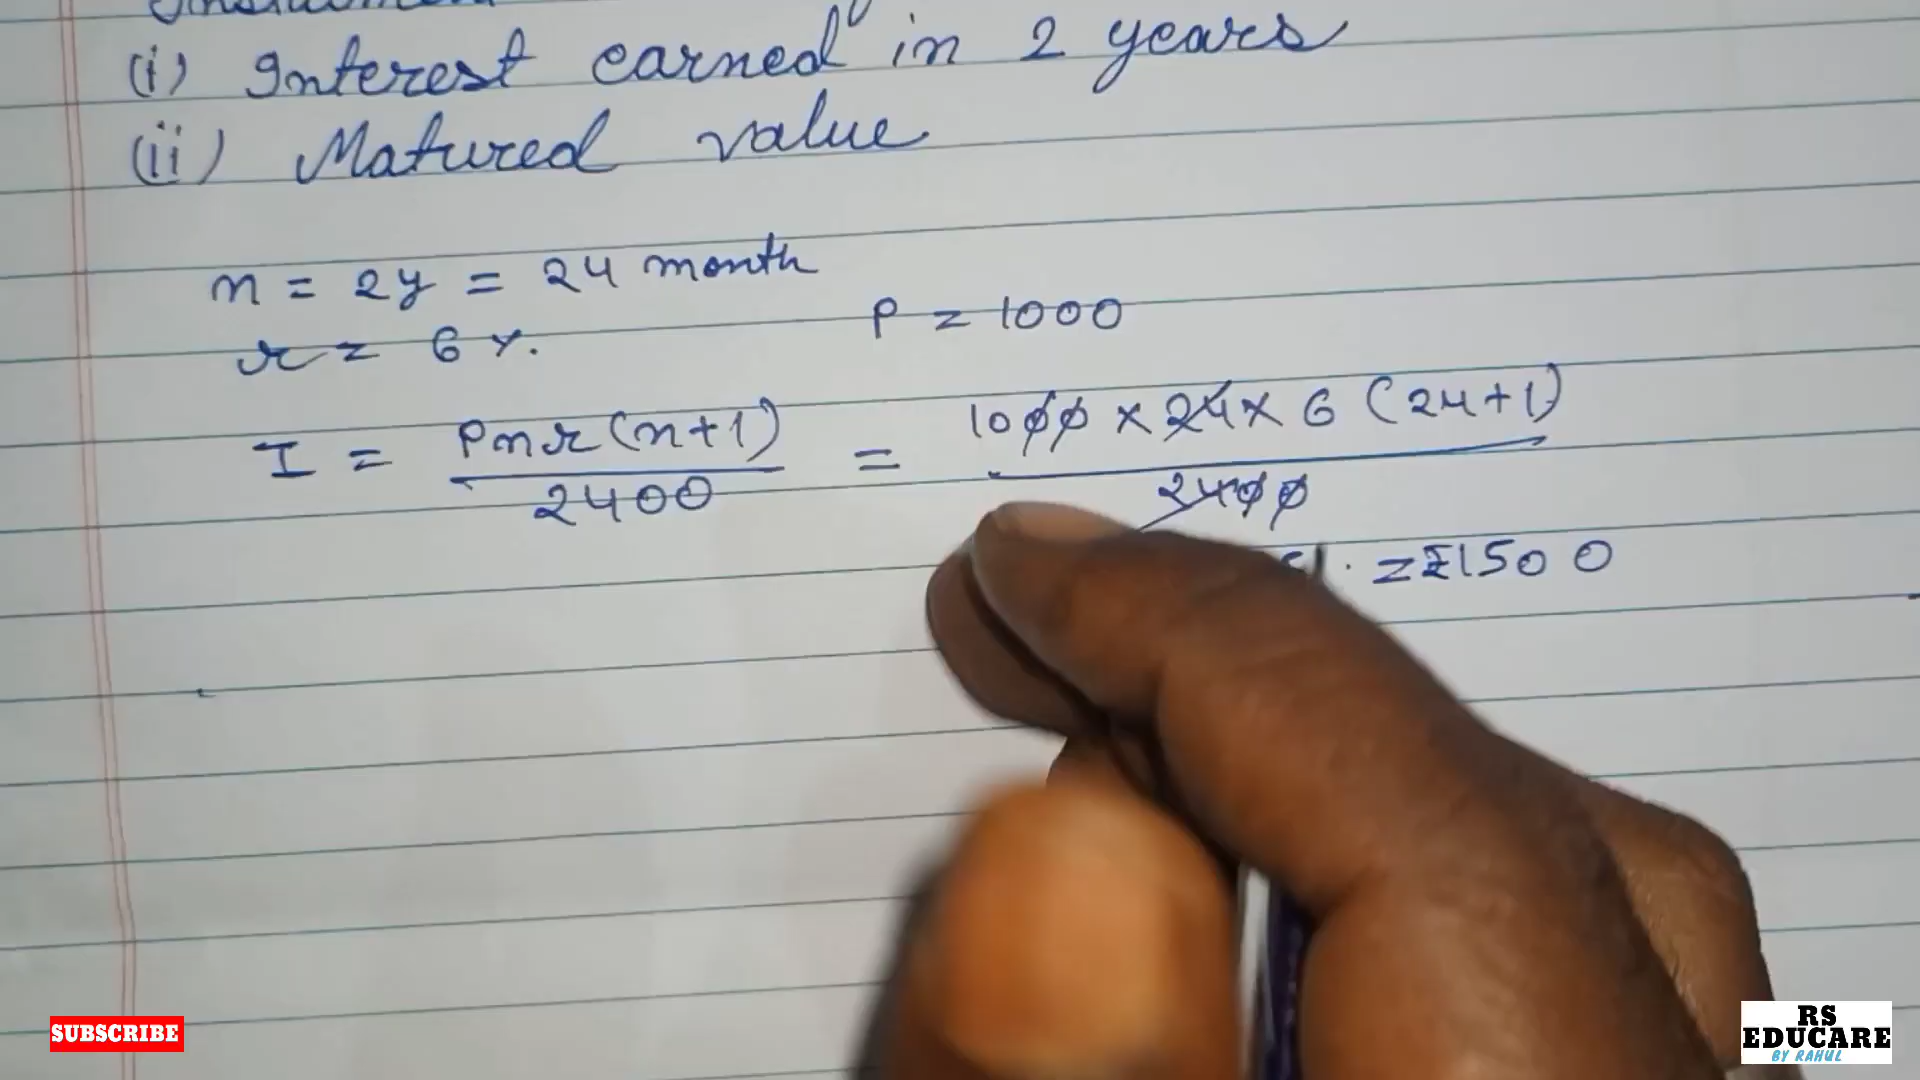 (i) Interest earned in 2 years
(ii) Matured value
n = 2y = 24 month
r = 6 %.
P = 1000
I = Pnr(n+1) / 2400 = 1000 x 24 x 6 (24+1) / 2400
= ₹1500
SUBSCRIBE
RS
EDUCARE
BY RAHUL